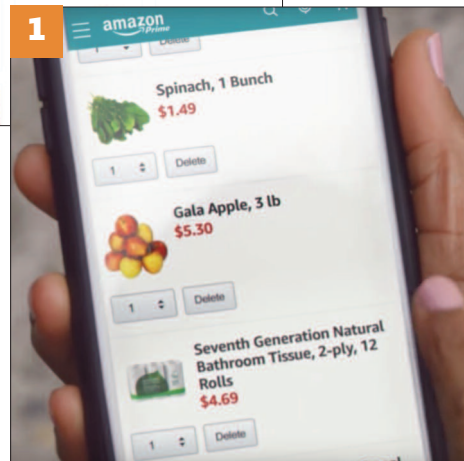 1
amazon
Prime
1
Delete
Spinach, 1 Bunch
$1.49
1
Delete
Gala Apple, 3 lb
$5.30
1
Delete
Seventh Generation Natural
Bathroom Tissue, 2-ply, 12
Rolls
$4.69
1
Delete